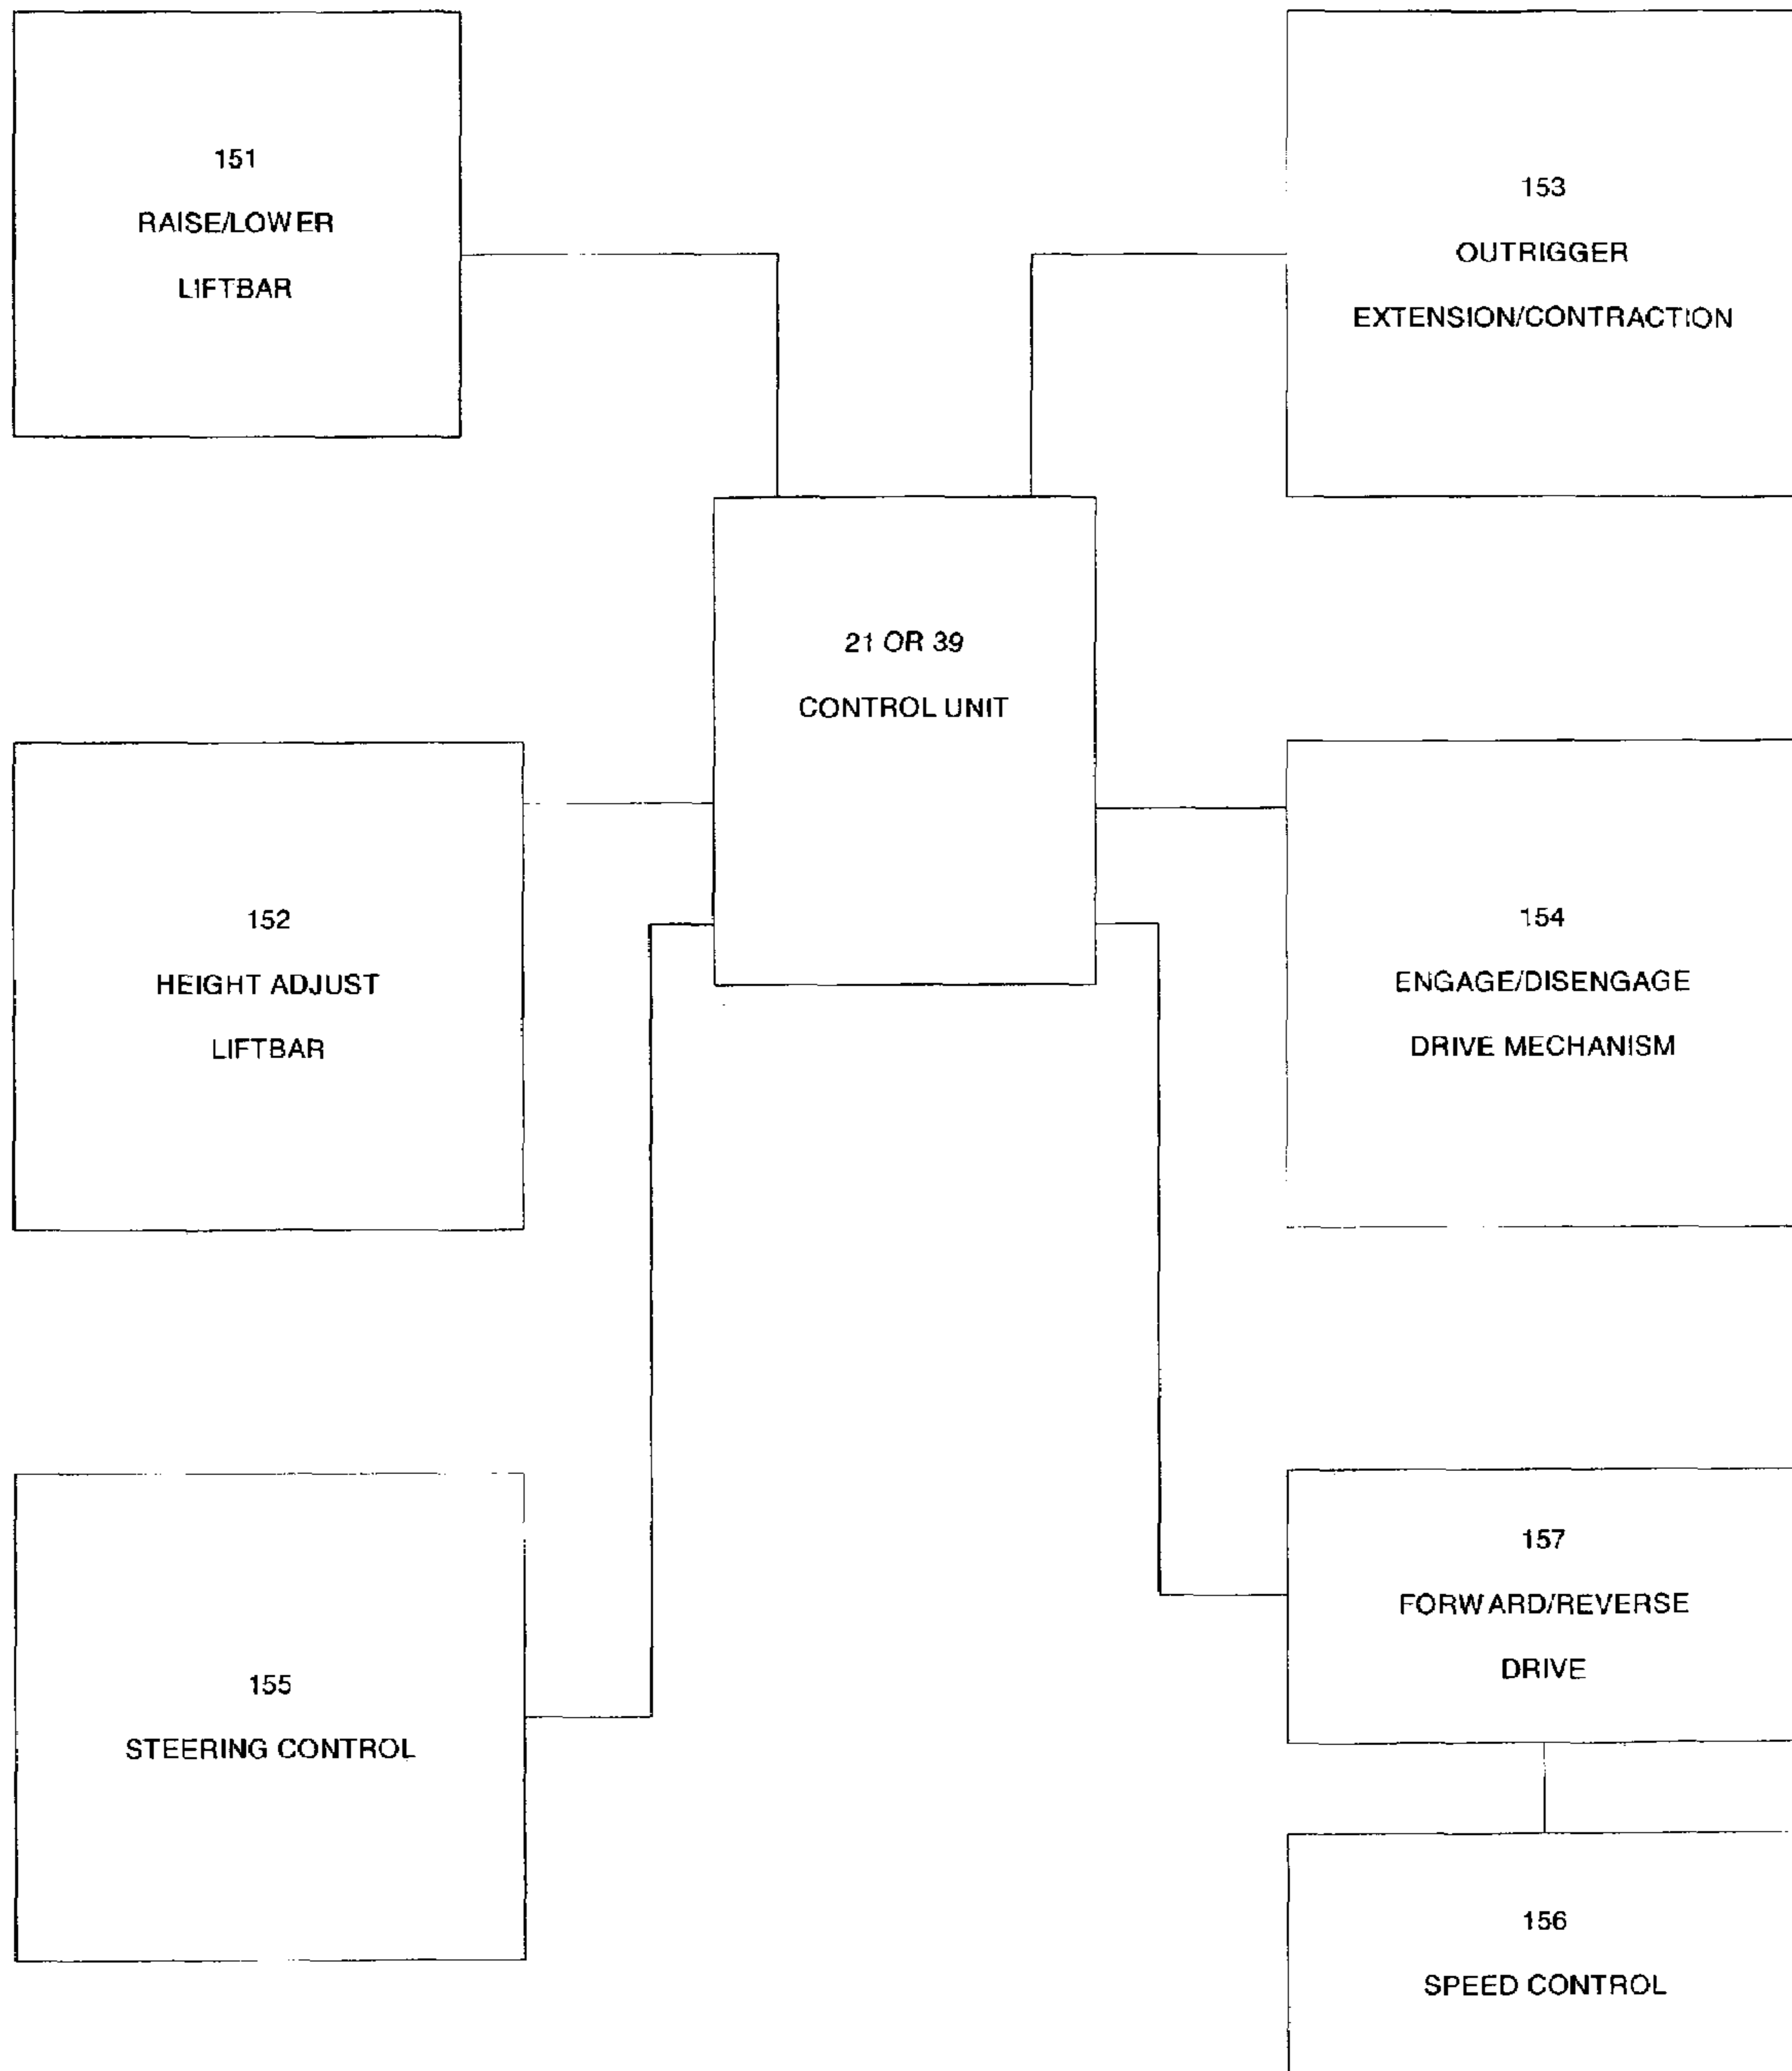 151
RAISE/LOWER
LIFTBAR
153
OUTRIGGER
EXTENSION/CONTRACTION
21 OR 39
CONTROL UNIT
152
HEIGHT ADJUST
LIFTBAR
154
ENGAGE/DISENGAGE
DRIVE MECHANISM
155
STEERING CONTROL
157
FORWARD/REVERSE
DRIVE
156
SPEED CONTROL